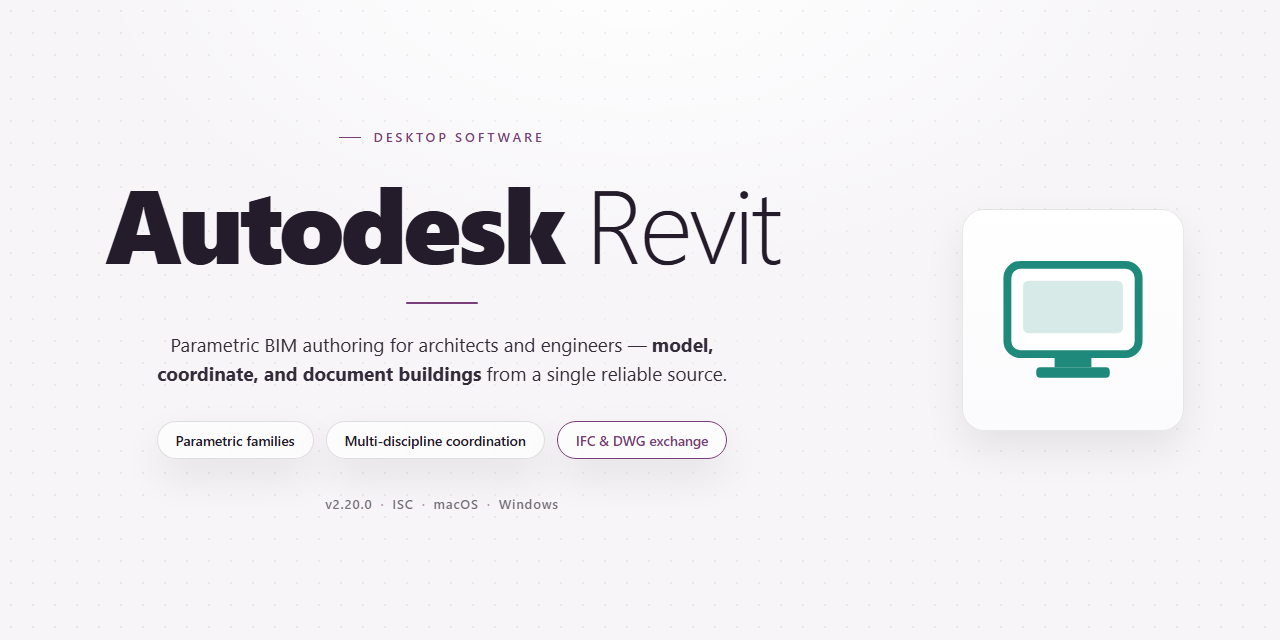 DESKTOP SOFTWARE
Autodesk Revit
Parametric BIM authoring for architects and engineers — model,
coordinate, and document buildings from a single reliable source.
Parametric families
Multi-discipline coordination
IFC & DWG exchange
v2.20.0 · ISC · macOS · Windows